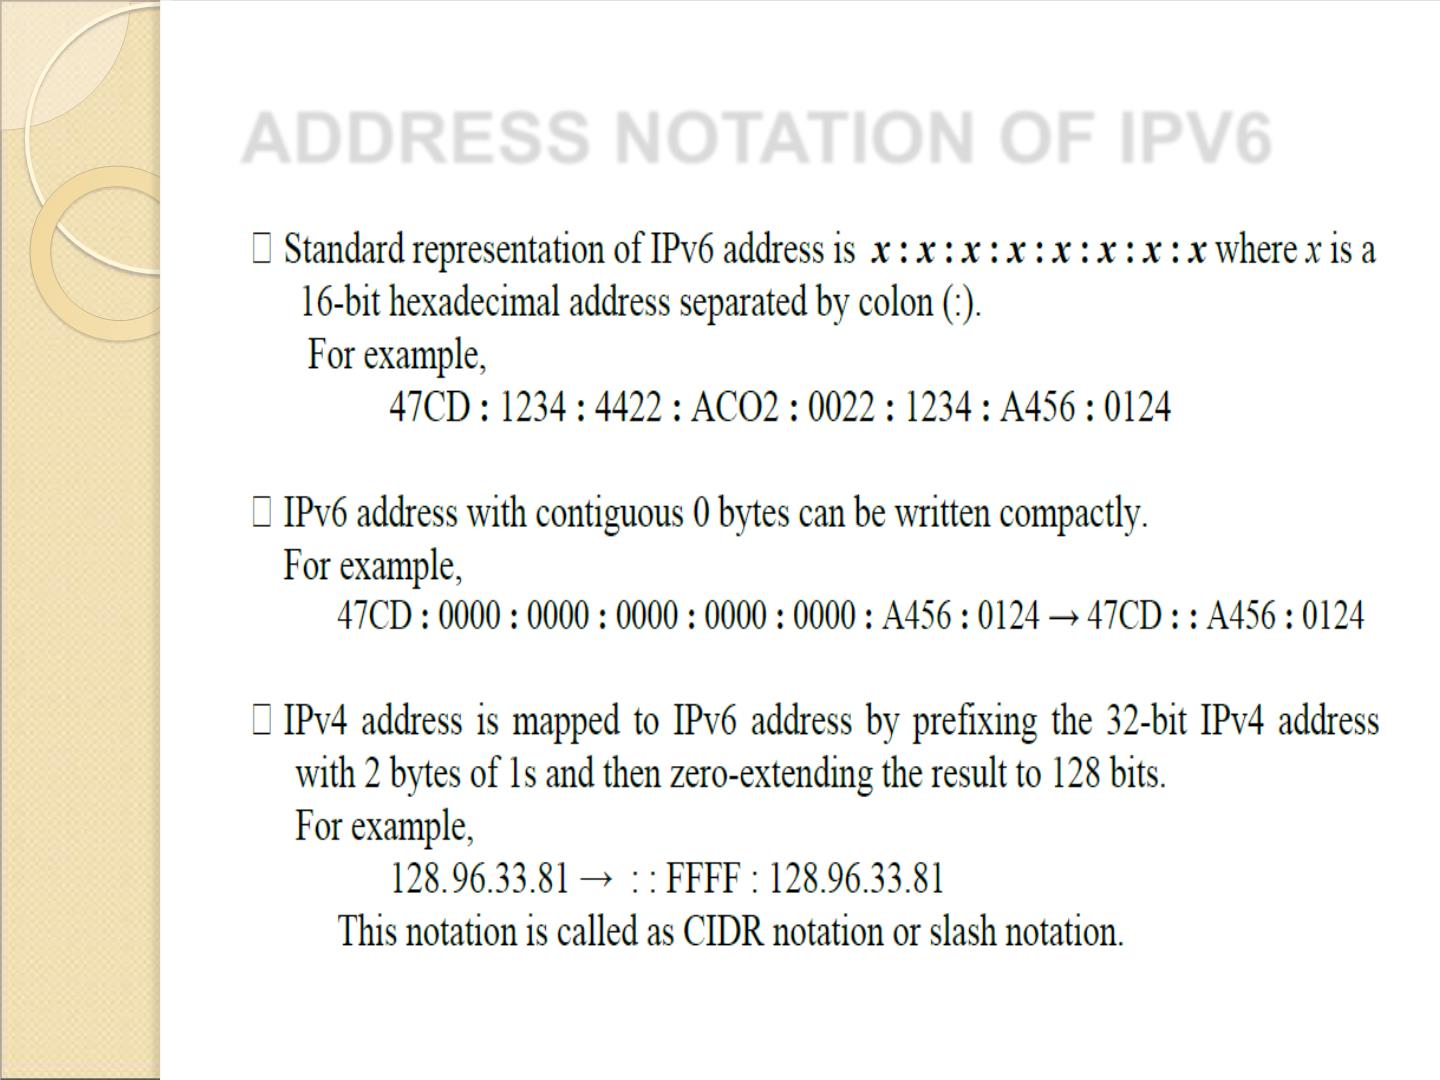 ADDRESS NOTATION OF IPV6
Standard representation of IPv6 address is x : x : x : x : x : x : x : x where x is a
16-bit hexadecimal address separated by colon (:).
For example,
47CD : 1234 : 4422 : ACO2 : 0022 : 1234 : A456 : 0124
IPv6 address with contiguous 0 bytes can be written compactly.
For example,
47CD : 0000 : 0000 : 0000 : 0000 : 0000 : A456 : 0124 → 47CD : : A456 : 0124
IPv4 address is mapped to IPv6 address by prefixing the 32-bit IPv4 address
with 2 bytes of 1s and then zero-extending the result to 128 bits.
For example,
128.96.33.81 → : : FFFF : 128.96.33.81
This notation is called as CIDR notation or slash notation.